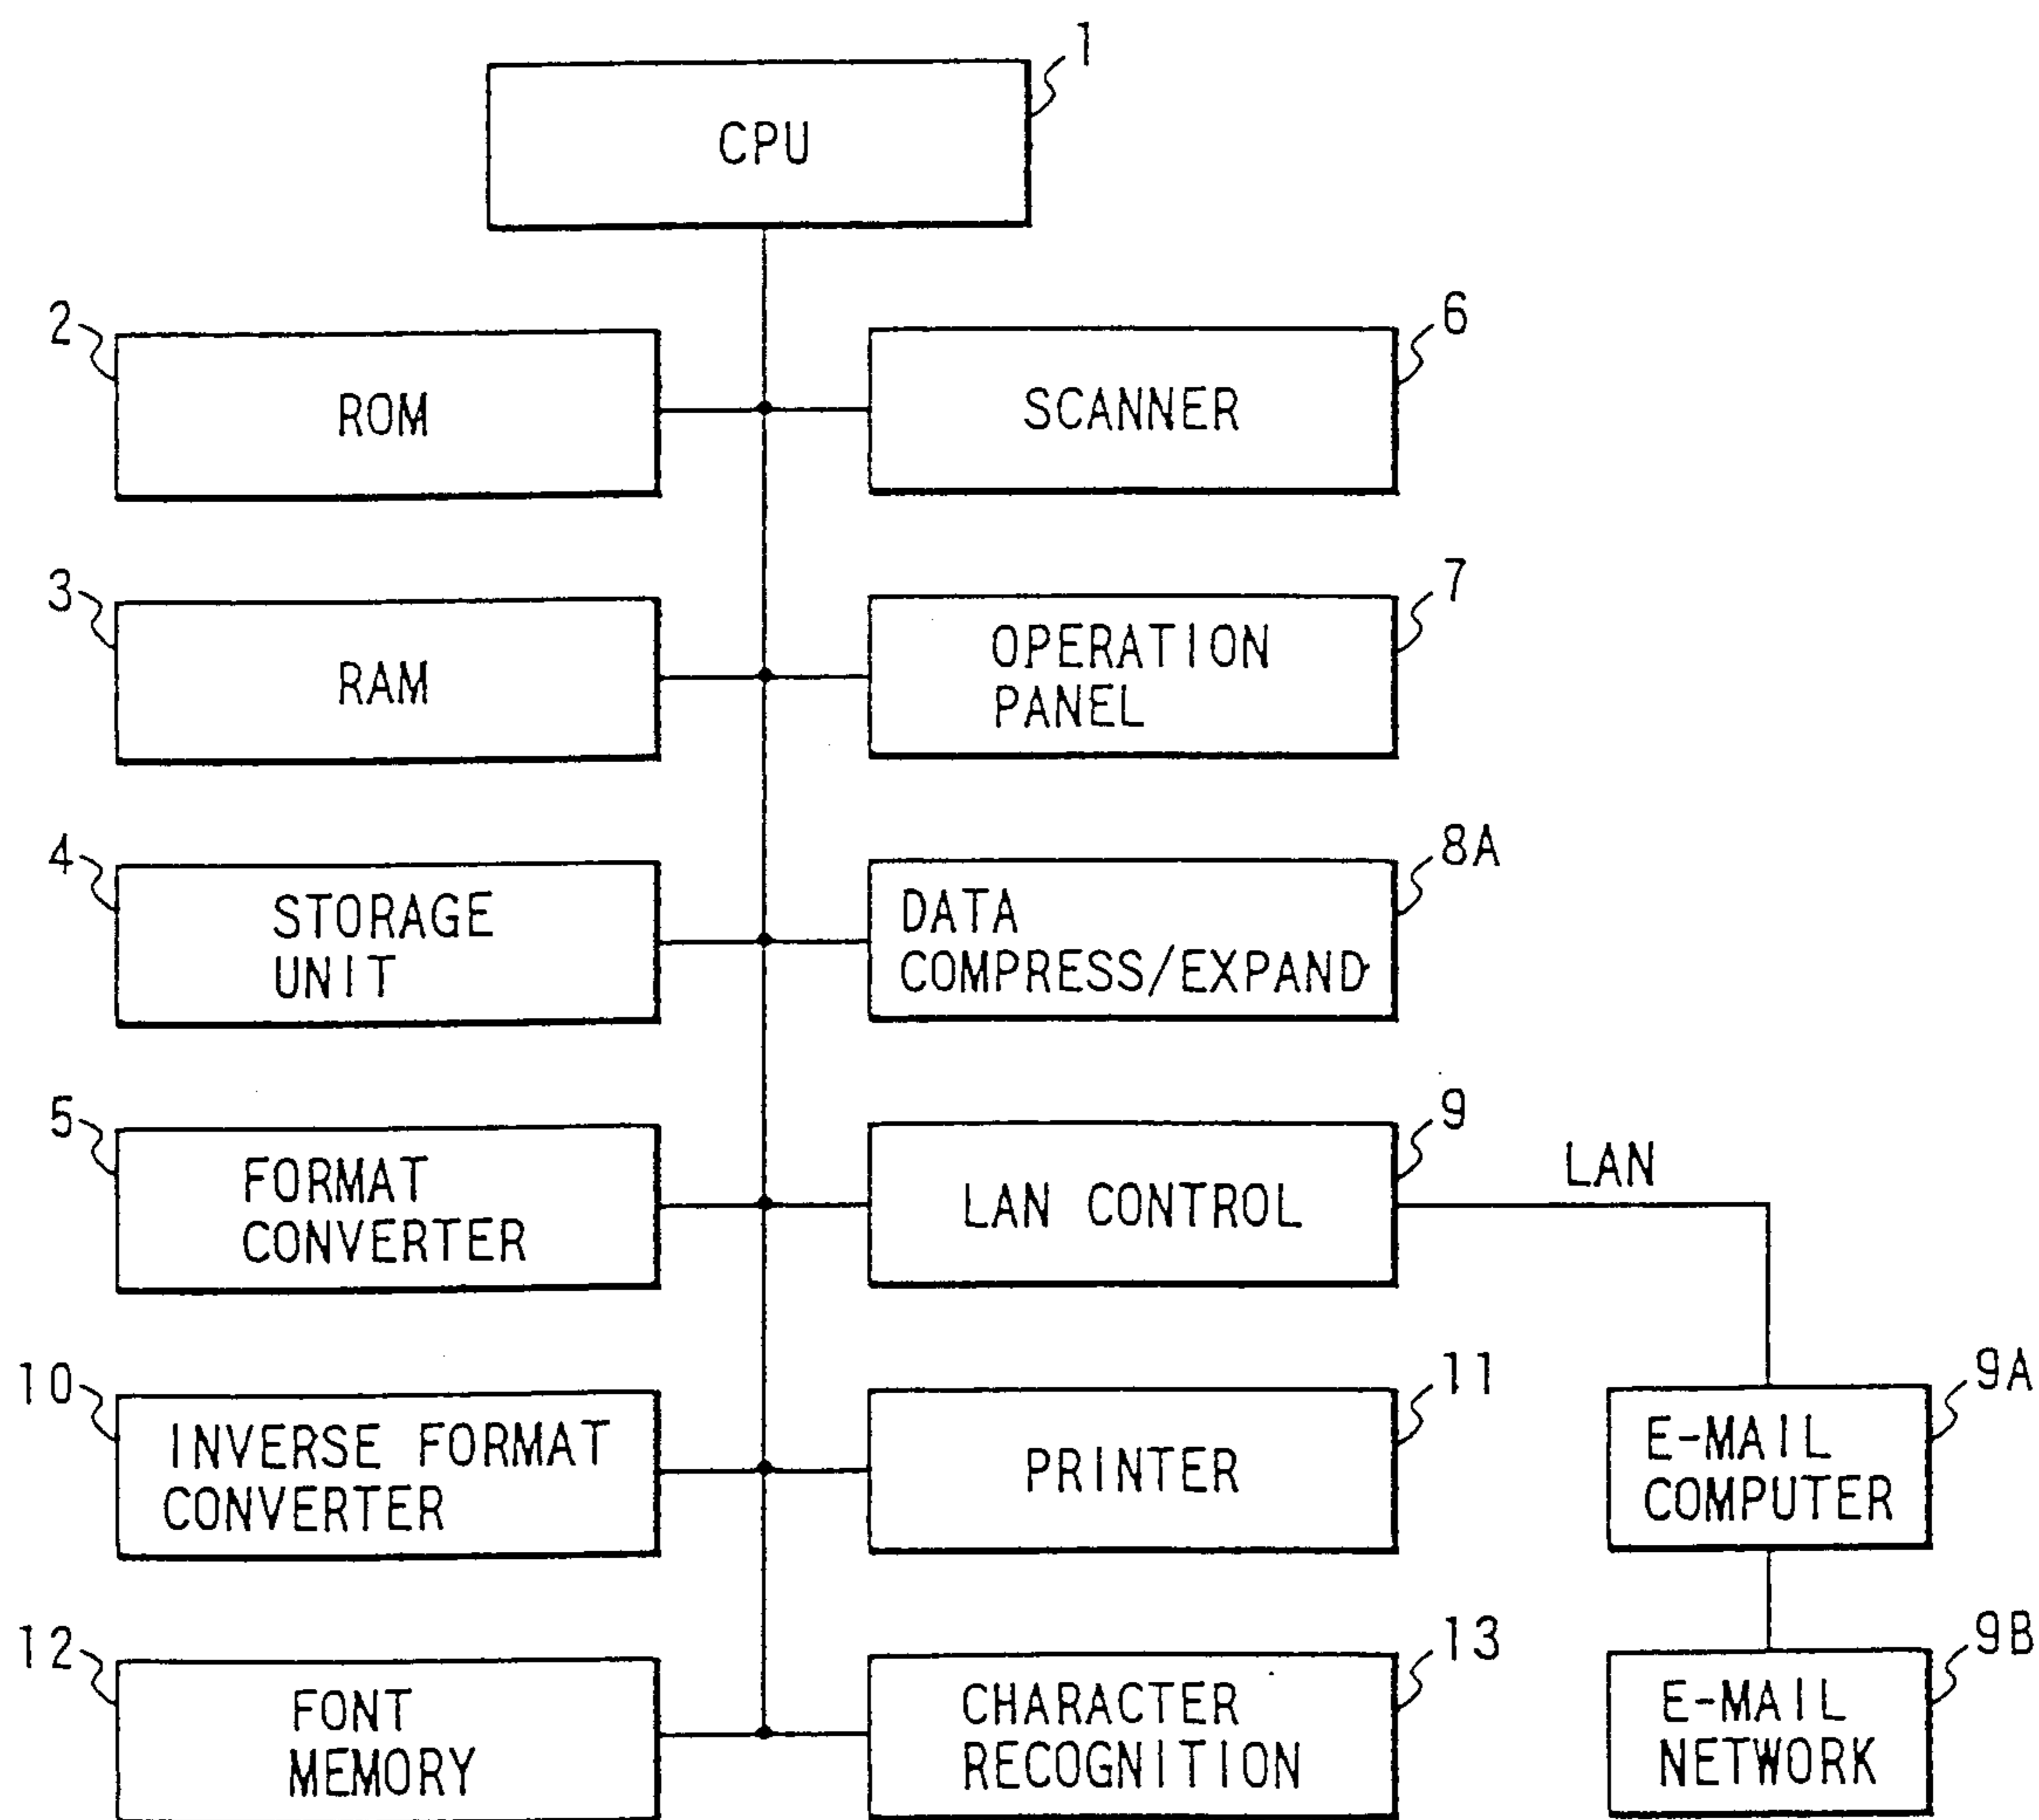 1
CPU
2
ROM
6
SCANNER
3
RAM
7
OPERATION
PANEL
4
STORAGE
UNIT
8A
DATA
COMPRESS/EXPAND
5
FORMAT
CONVERTER
9
LAN CONTROL
LAN
10
INVERSE FORMAT
CONVERTER
11
PRINTER
9A
E-MAIL
COMPUTER
12
FONT
MEMORY
13
CHARACTER
RECOGNITION
9B
E-MAIL
NETWORK